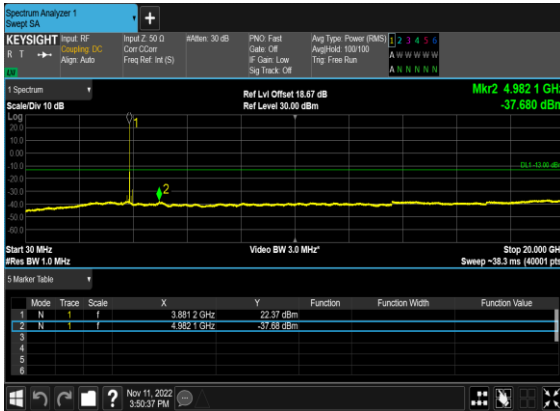 Spectrum Analyzer 1
Swept SA
+
KEYSIGHT Input: RF Input Z: 50 Ω #Atten: 30 dB PNO: Fast Avg Type: Power (RMS) 1 2 3 4 5 6
R T Coupling: DC Corr CCorr Gate: Off Avg|Hold: 100/100 A W W W W W
Align: Auto Freq Ref: Int (S) IF Gain: Low Trig: Free Run
Sig Track: Off A N N N N N
1 Spectrum Ref Lvl Offset 18.67 dB Mkr2 4.982 1 GHz
Scale/Div 10 dB Ref Level 30.00 dBm -37.680 dBm
Log
20.0
10.0
0.00
-10.0
DL1 -13.00 dBm
-20.0
-30.0
-40.0
-50.0
-60.0
1
2
Start 30 MHz Video BW 3.0 MHz* Stop 20.000 GH
#Res BW 1.0 MHz Sweep ~38.3 ms (40001 pts
5 Marker Table
Mode Trace Scale X Y Function Function Width Function Value
1 N 1 f 3.881 2 GHz 22.37 dBm
2 N 1 f 4.982 1 GHz -37.68 dBm
3
4
5
6
? Nov 11, 2022
3:50:37 PM